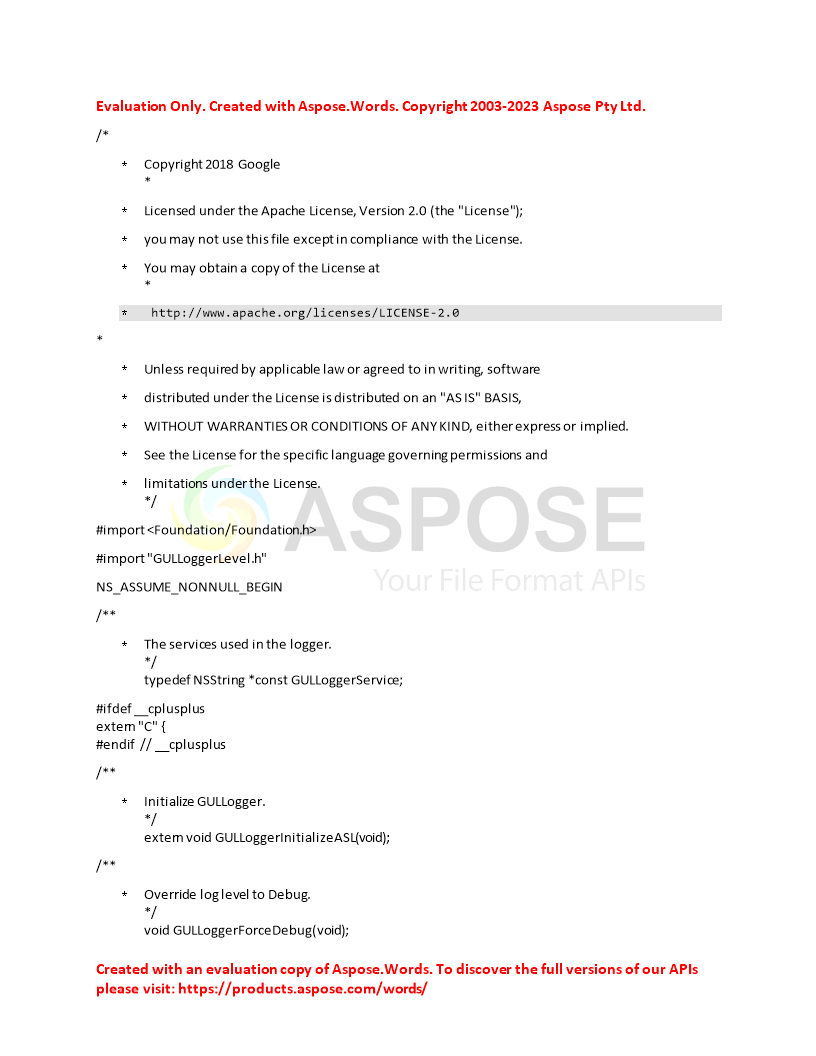 Evaluation Only. Created with Aspose.Words. Copyright 2003-2023 Aspose Pty Ltd.
/*
* Copyright 2018 Google
*
* Licensed under the Apache License, Version 2.0 (the "License");
* you may not use this file except in compliance with the License.
* You may obtain a copy of the License at
*
* http://www.apache.org/licenses/LICENSE-2.0
*
* Unless required by applicable law or agreed to in writing, software
* distributed under the License is distributed on an "AS IS" BASIS,
* WITHOUT WARRANTIES OR CONDITIONS OF ANY KIND, either express or implied.
* See the License for the specific language governing permissions and
* limitations under the License.
*/
ASPOSE
Your File Format APIs
#import <Foundation/Foundation.h>
#import "GULLoggerLevel.h"
NS_ASSUME_NONNULL_BEGIN
/**
* The services used in the logger.
*/
typedef NSString *const GULLoggerService;
#ifdef __cplusplus
extern "C" {
#endif // __cplusplus
/**
* Initialize GULLogger.
*/
extern void GULLoggerInitializeASL(void);
/**
* Override log level to Debug.
*/
void GULLoggerForceDebug(void);
Created with an evaluation copy of Aspose.Words. To discover the full versions of our APIs
please visit: https://products.aspose.com/words/